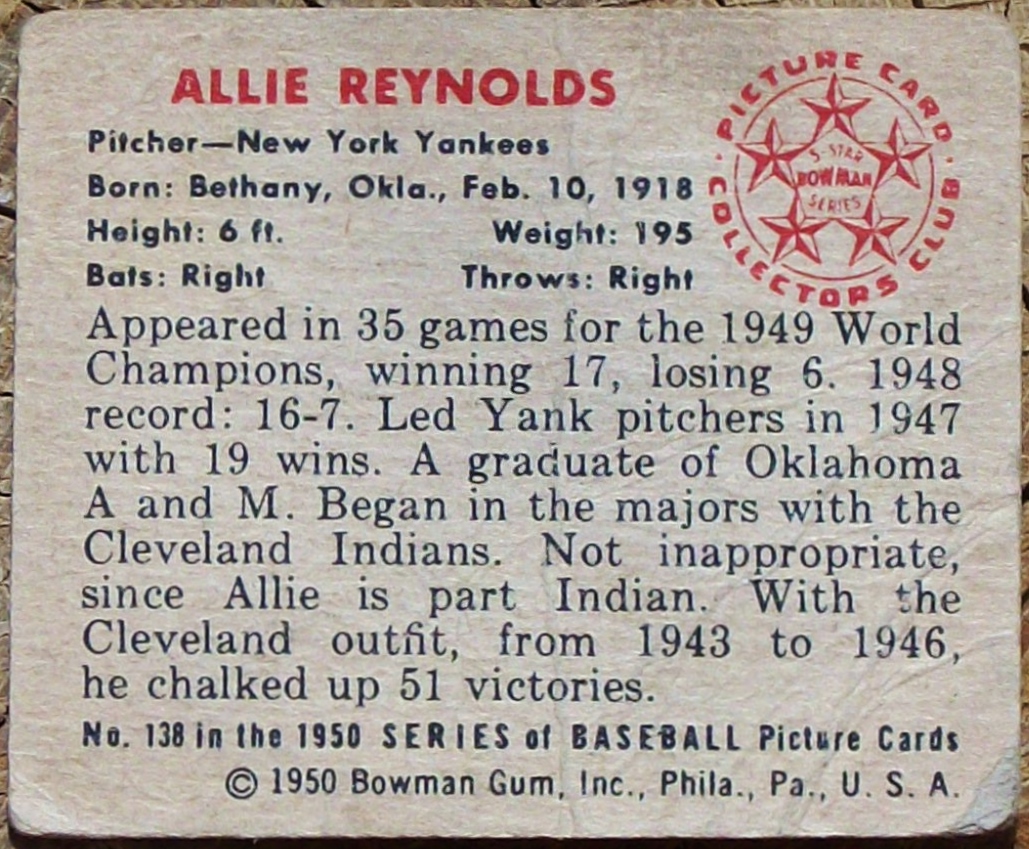 ALLIE REYNOLDS
Pitcher—New York Yankees
Born: Bethany, Okla., Feb. 10, 1918
Height: 6 ft. Weight: 195
Bats: Right Throws: Right
PICTURE CARD COLLECTORS CLUB
5-STAR
BOWMAN
SERIES
Appeared in 35 games for the 1949 World
Champions, winning 17, losing 6. 1948
record: 16-7. Led Yank pitchers in 1947
with 19 wins. A graduate of Oklahoma
A and M. Began in the majors with the
Cleveland Indians. Not inappropriate,
since Allie is part Indian. With the
Cleveland outfit, from 1943 to 1946,
he chalked up 51 victories.
No. 138 in the 1950 SERIES of BASEBALL Picture Cards
© 1950 Bowman Gum, Inc., Phila., Pa., U. S. A.